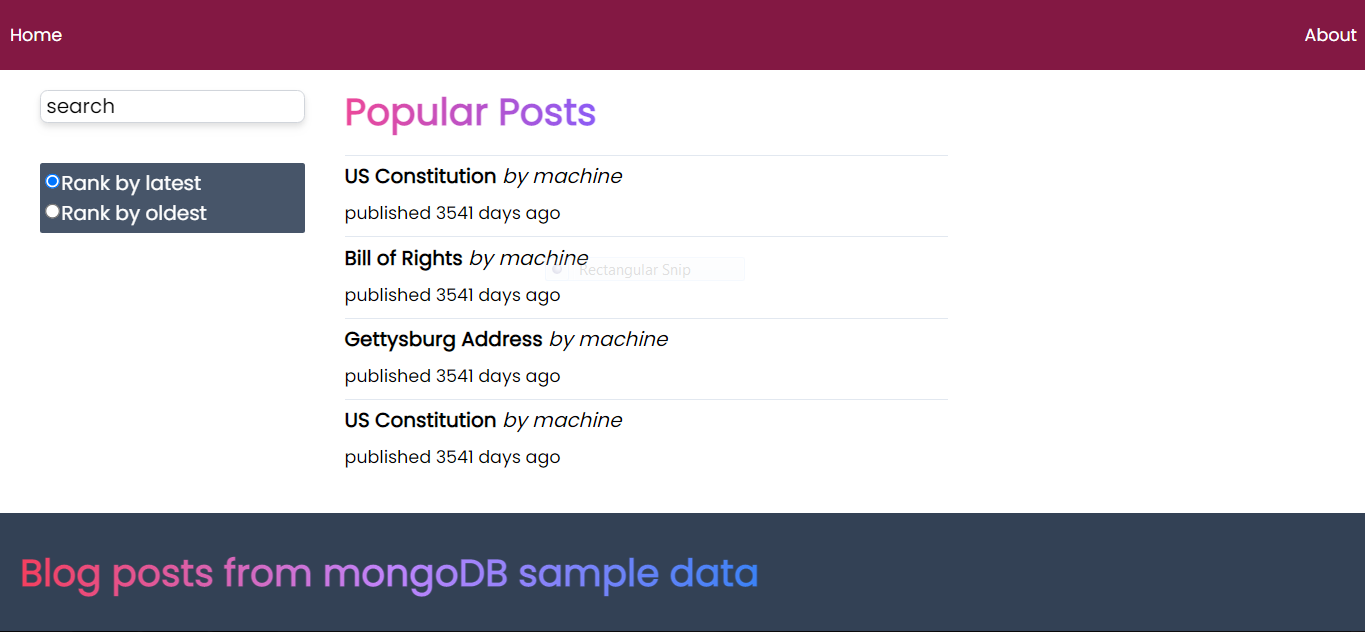 Home
About
search
Rank by latest
Rank by oldest
Popular Posts
US Constitution by machine
published 3541 days ago
Bill of Rights by machine
Rectangular Snip
published 3541 days ago
Gettysburg Address by machine
published 3541 days ago
US Constitution by machine
published 3541 days ago
Blog posts from mongoDB sample data